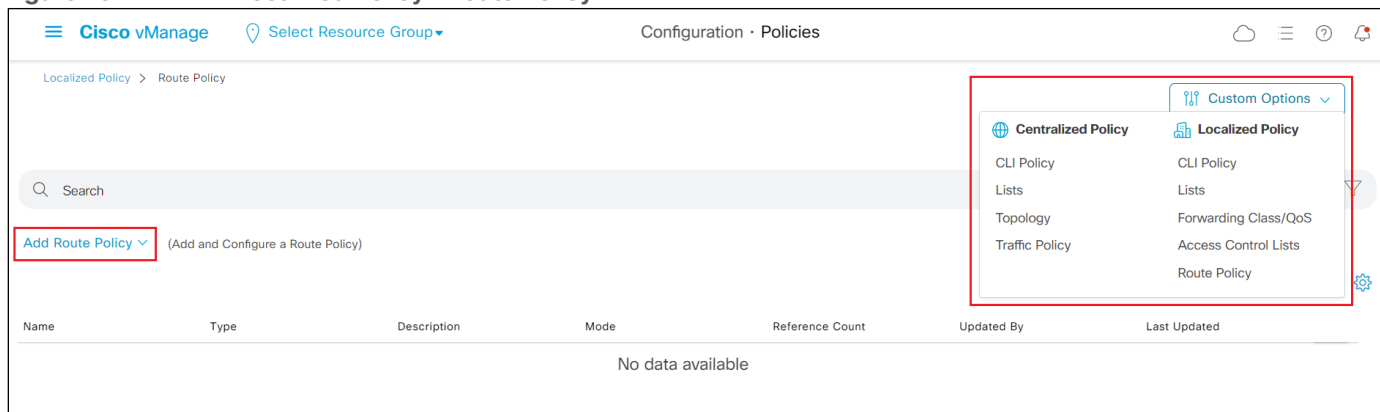 Cisco vManage
Select Resource Group
Configuration · Policies
Localized Policy > Route Policy
Custom Options
Centralized Policy
Localized Policy
CLI Policy
CLI Policy
Lists
Lists
Topology
Forwarding Class/QoS
Traffic Policy
Access Control Lists
Route Policy
Search
Add Route Policy
(Add and Configure a Route Policy)
Name Type Description Mode Reference Count Updated By Last Updated
No data available